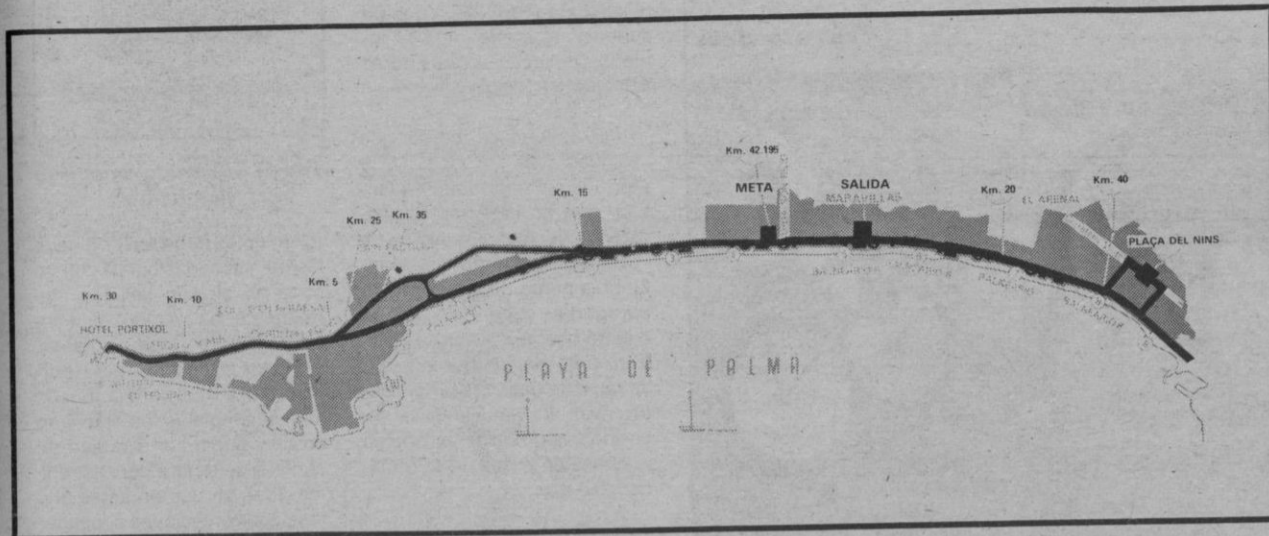 Km. 42.195
META
SALIDA
MARAVILLAS
Km. 15
Km. 20
EL ARENAL
Km. 40
PLAÇA DEL NINS
Km. 25
Km. 35
Km. 5
Km. 30
Km. 10
HOTEL PORTIXOL
PLAYA DE PALMA